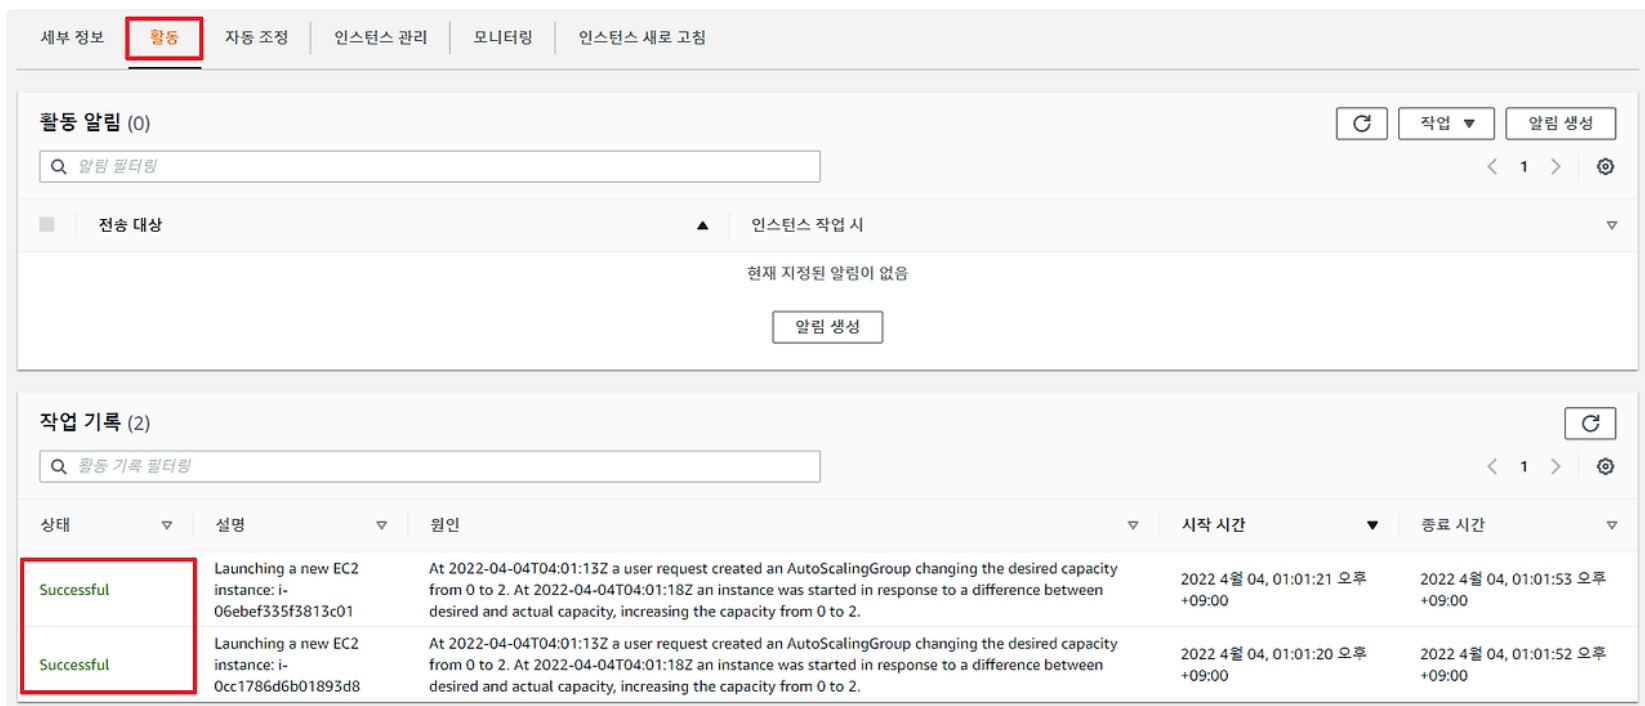 세부 정보 활동 자동 조정 인스턴스 관리 모니터링 인스턴스 새로 고침
활동 알림 (0)
작업 알림 생성
알림 필터링
1
전송 대상 인스턴스 작업 시
현재 지정된 알림이 없음
알림 생성
작업 기록 (2)
활동 기록 필터링
1
상태 설명 원인 시작 시간 종료 시간
Successful
Launching a new EC2
instance: i-
06ebef335f3813c01
At 2022-04-04T04:01:13Z a user request created an AutoScalingGroup changing the desired capacity
from 0 to 2. At 2022-04-04T04:01:18Z an instance was started in response to a difference between
desired and actual capacity, increasing the capacity from 0 to 2.
2022 4월 04, 01:01:21 오후
+09:00
2022 4월 04, 01:01:53 오후
+09:00
Successful
Launching a new EC2
instance: i-
0cc1786d6b01893d8
At 2022-04-04T04:01:13Z a user request created an AutoScalingGroup changing the desired capacity
from 0 to 2. At 2022-04-04T04:01:18Z an instance was started in response to a difference between
desired and actual capacity, increasing the capacity from 0 to 2.
2022 4월 04, 01:01:20 오후
+09:00
2022 4월 04, 01:01:52 오후
+09:00